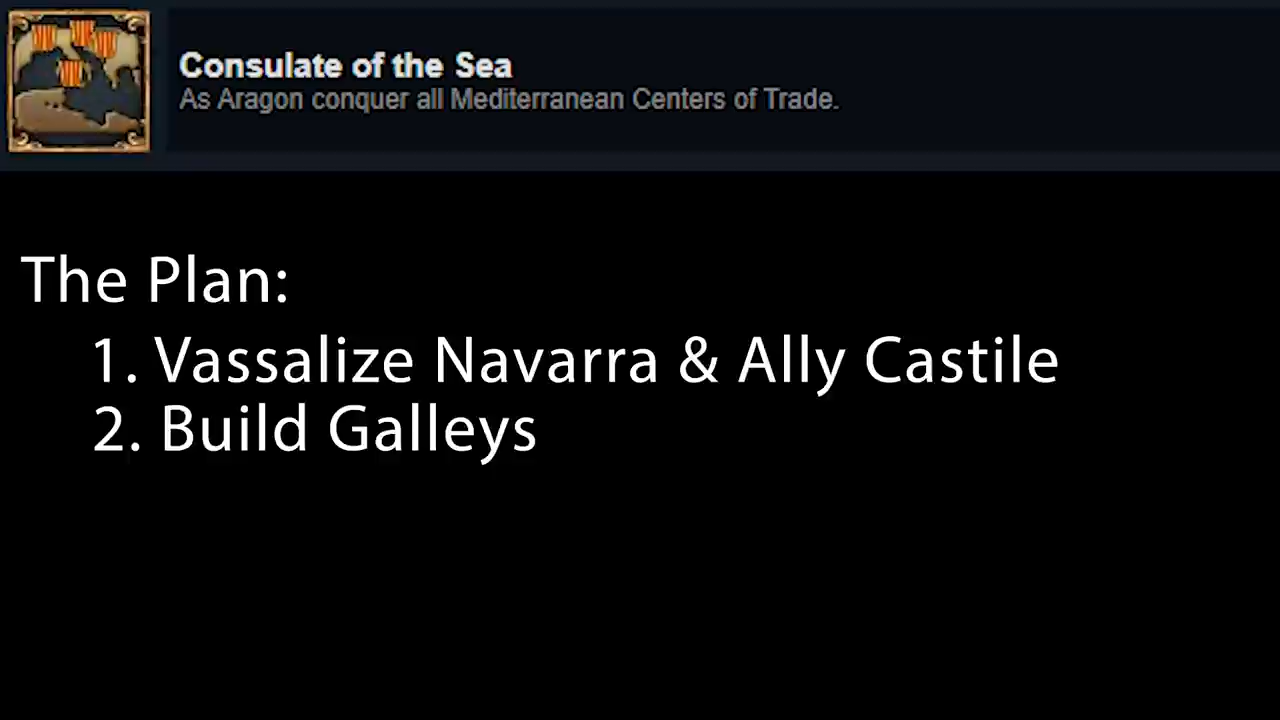 Consulate of the Sea
As Aragon conquer all Mediterranean Centers of Trade.
The Plan:
1. Vassalize Navarra & Ally Castile
2. Build Galleys